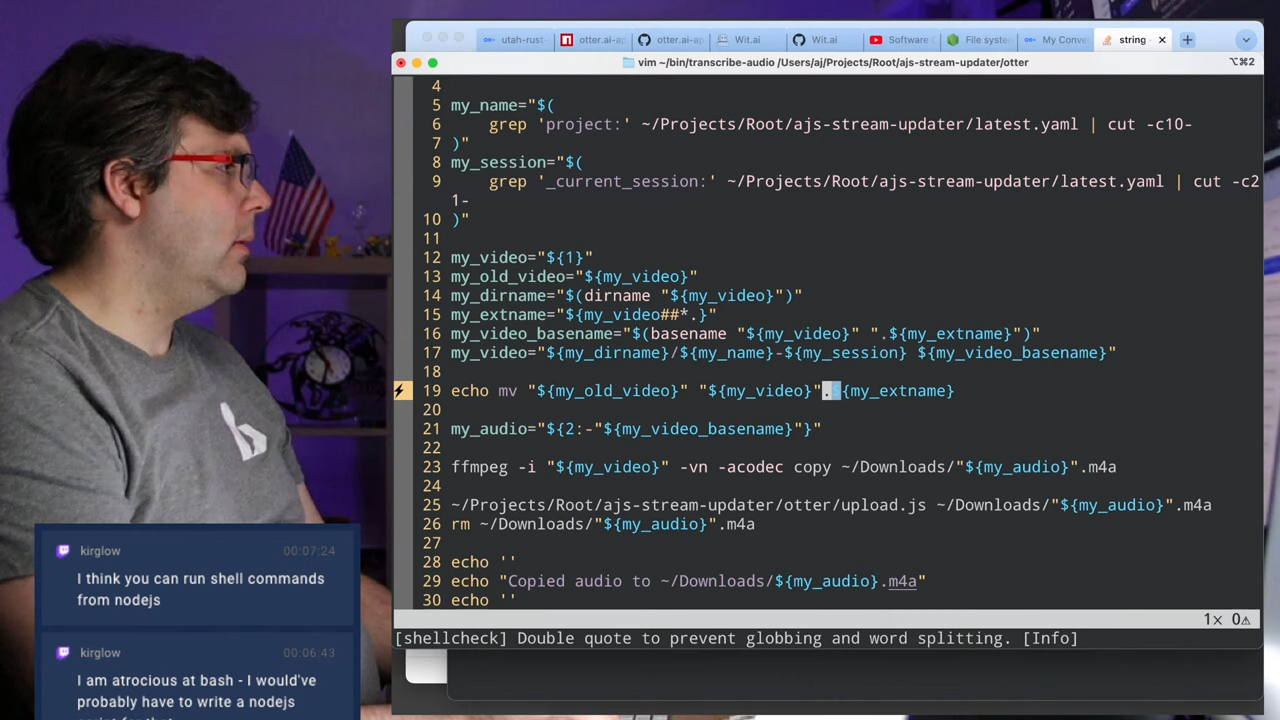 utah-rust-
otter.ai-ap
otter.ai-ap
Wit.ai
Wit.ai
Software
File syster
My Conve
string -
vim ~/bin/transcribe-audio /Users/aj/Projects/Root/ajs-stream-updater/otter
⌥⌘2
4
5 my_name="$(
6 grep 'project:' ~/Projects/Root/ajs-stream-updater/latest.yaml | cut -c10-
7 )"
8 my_session="$(
9 grep '_current_session:' ~/Projects/Root/ajs-stream-updater/latest.yaml | cut -c2
1-
10 )"
11
12 my_video="${1}"
13 my_old_video="${my_video}"
14 my_dirname="$(dirname "${my_video}")"
15 my_extname="${my_video##*.}"
16 my_video_basename="$(basename "${my_video}" ".${my_extname}")"
17 my_video="${my_dirname}/${my_name}-${my_session} ${my_video_basename}"
18
19 echo mv "${my_old_video}" "${my_video}".${my_extname}
20
21 my_audio="${2:-"${my_video_basename}"}"
22
23 ffmpeg -i "${my_video}" -vn -acodec copy ~/Downloads/"${my_audio}".m4a
24
25 ~/Projects/Root/ajs-stream-updater/otter/upload.js ~/Downloads/"${my_audio}".m4a
26 rm ~/Downloads/"${my_audio}".m4a
27
28 echo ''
29 echo "Copied audio to ~/Downloads/${my_audio}.m4a"
30 echo ''
1× 0⚠
[shellcheck] Double quote to prevent globbing and word splitting. [Info]
kirglow 00:07:24
I think you can run shell commands
from nodejs
kirglow 00:06:43
I am atrocious at bash - I would've
probably have to write a nodejs